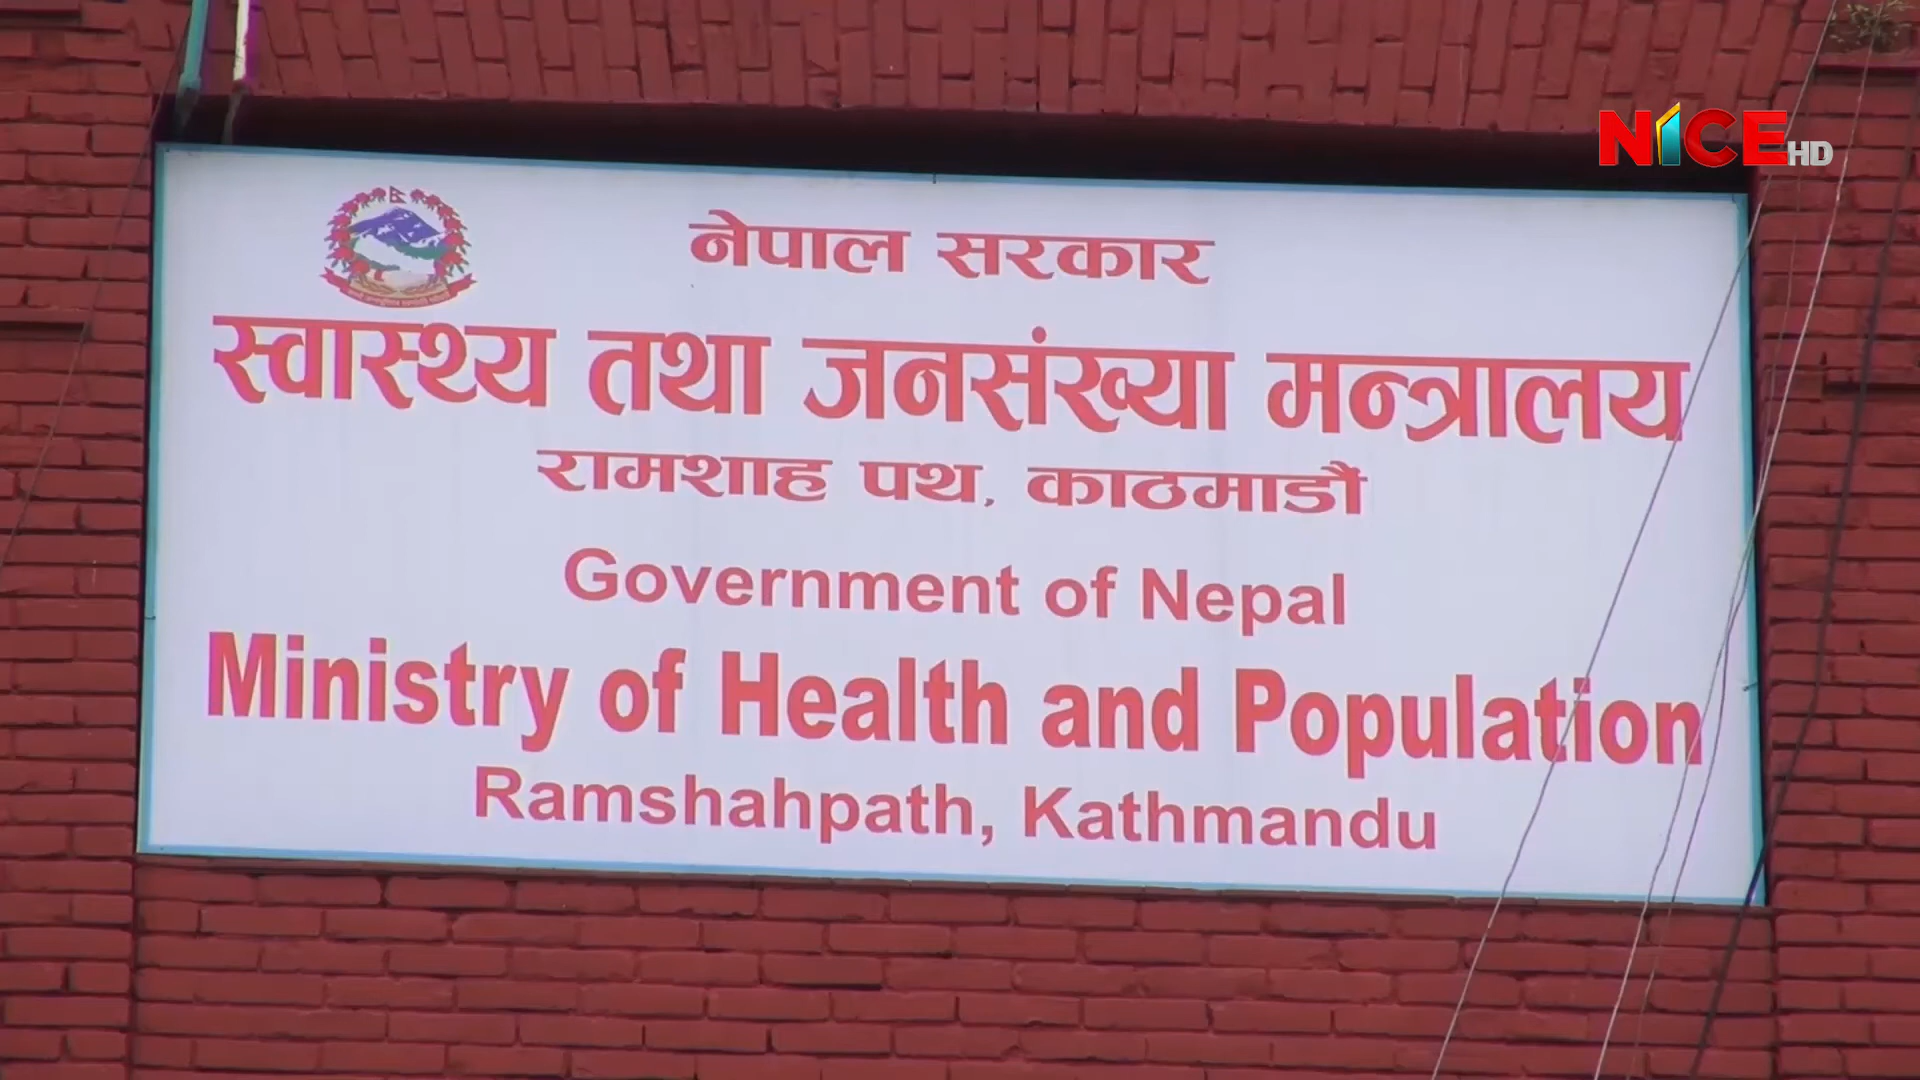 NICE HD
नेपाल सरकार
स्वास्थ्य तथा जनसंख्या मन्त्रालय
रामशाह पथ, काठमाडौं
Government of Nepal
Ministry of Health and Population
Ramshahpath, Kathmandu